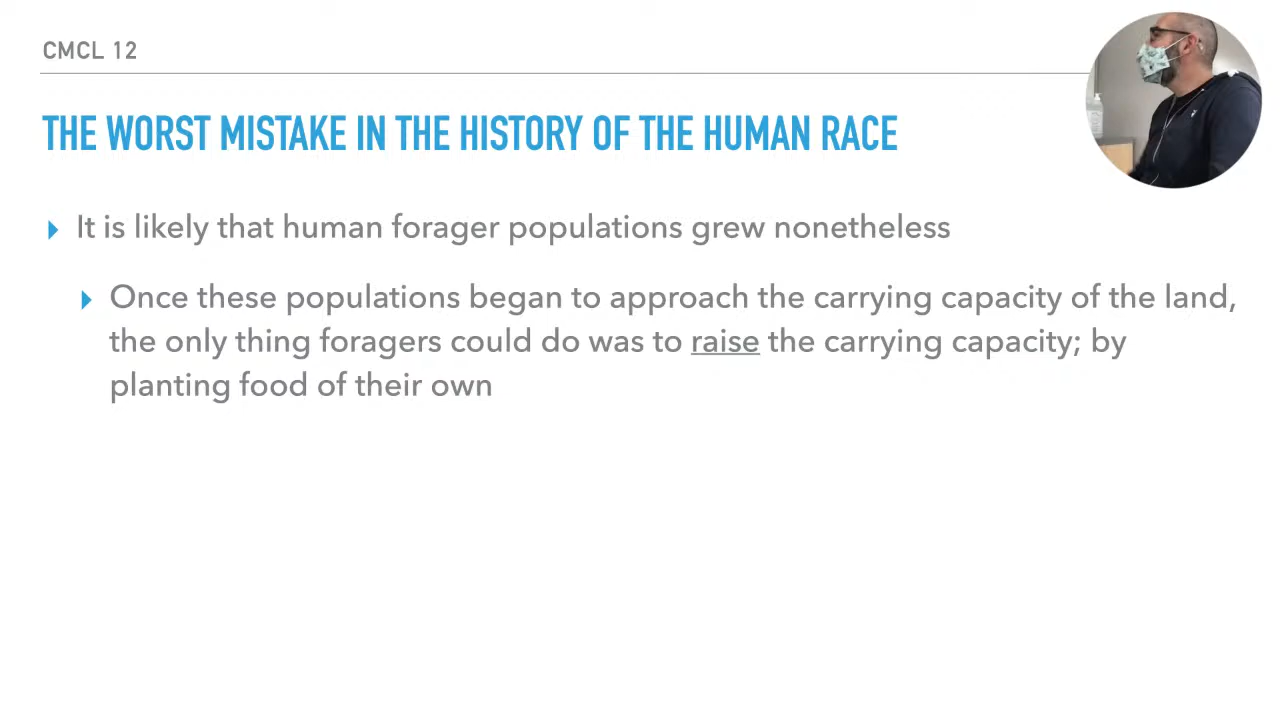 CMCL 12
THE WORST MISTAKE IN THE HISTORY OF THE HUMAN RACE
It is likely that human forager populations grew nonetheless
Once these populations began to approach the carrying capacity of the land,
the only thing foragers could do was to raise the carrying capacity; by
planting food of their own